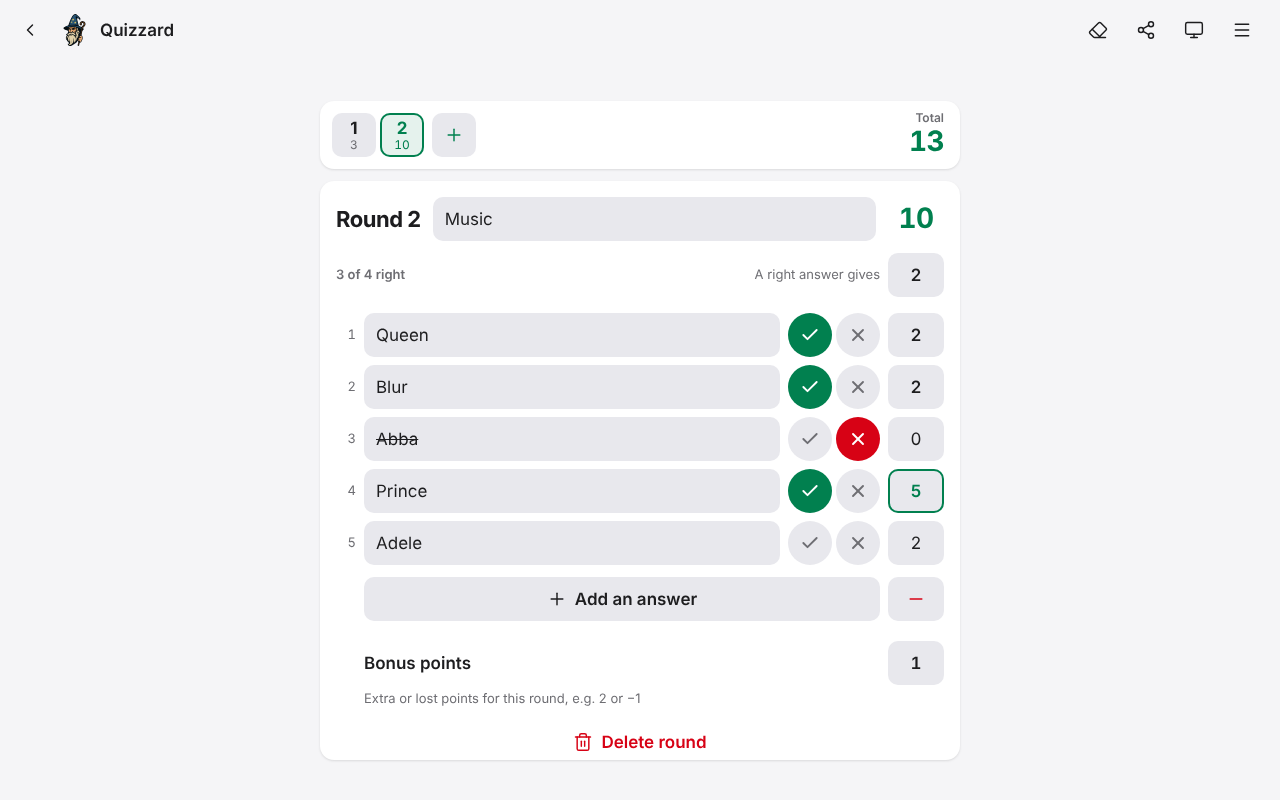 Quizzard
1
3
2
10
Total
13
Round 2
Music
10
3 of 4 right
A right answer gives
2
1 Queen 2
2 Blur 2
3 Abba 0
4 Prince 5
5 Adele 2
Add an answer
Bonus points
1
Extra or lost points for this round, e.g. 2 or −1
Delete round